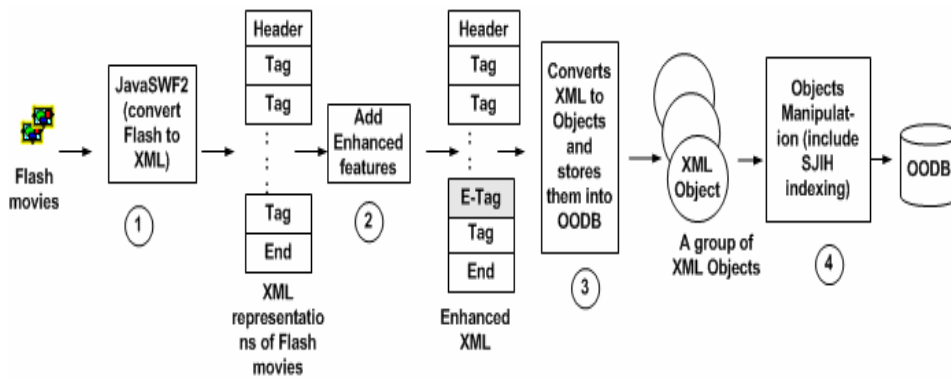 Flash
movies
JavaSWF2
(convert
Flash to
XML)
1
Header
Tag
Tag
Tag
End
XML
representatio
ns of Flash
movies
Add
Enhanced
features
2
Header
Tag
Tag
E-Tag
Tag
End
Enhanced
XML
Converts
XML to
Objects
and
stores
them into
OODB
3
XML
Object
A group of
XML Objects
Objects
Manipulat-
ion (include
SJIH
indexing)
4
OODB